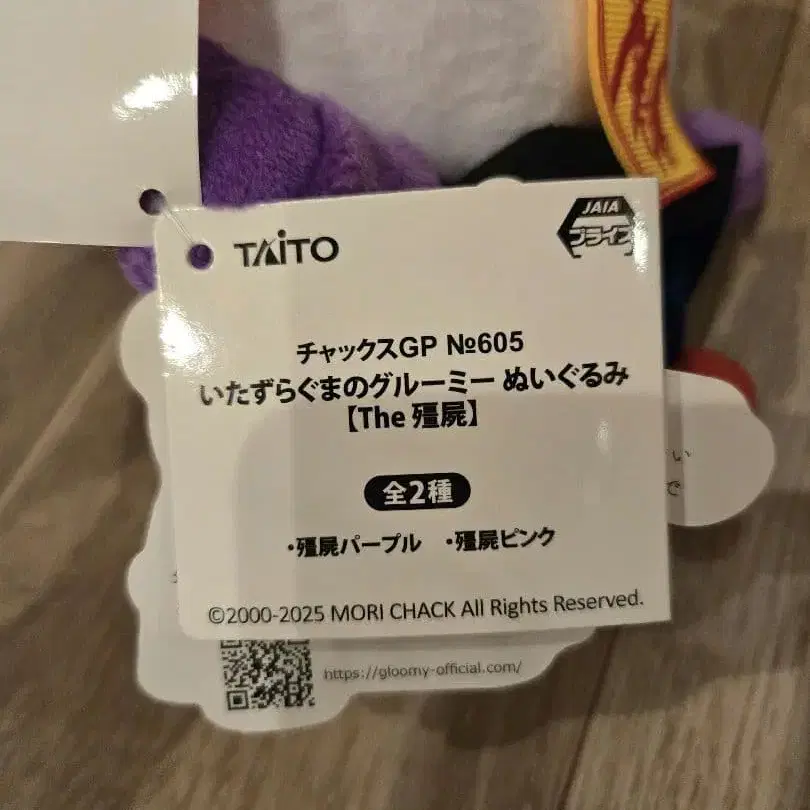 TAITO
JAIA
プライズ
チャックスGP №605
いたずらぐまのグルーミー ぬいぐるみ
【The 殭屍】
全2種
・殭屍パープル ・殭屍ピンク
©2000-2025 MORI CHACK All Rights Reserved.
https://gloomy-official.com/
い
で